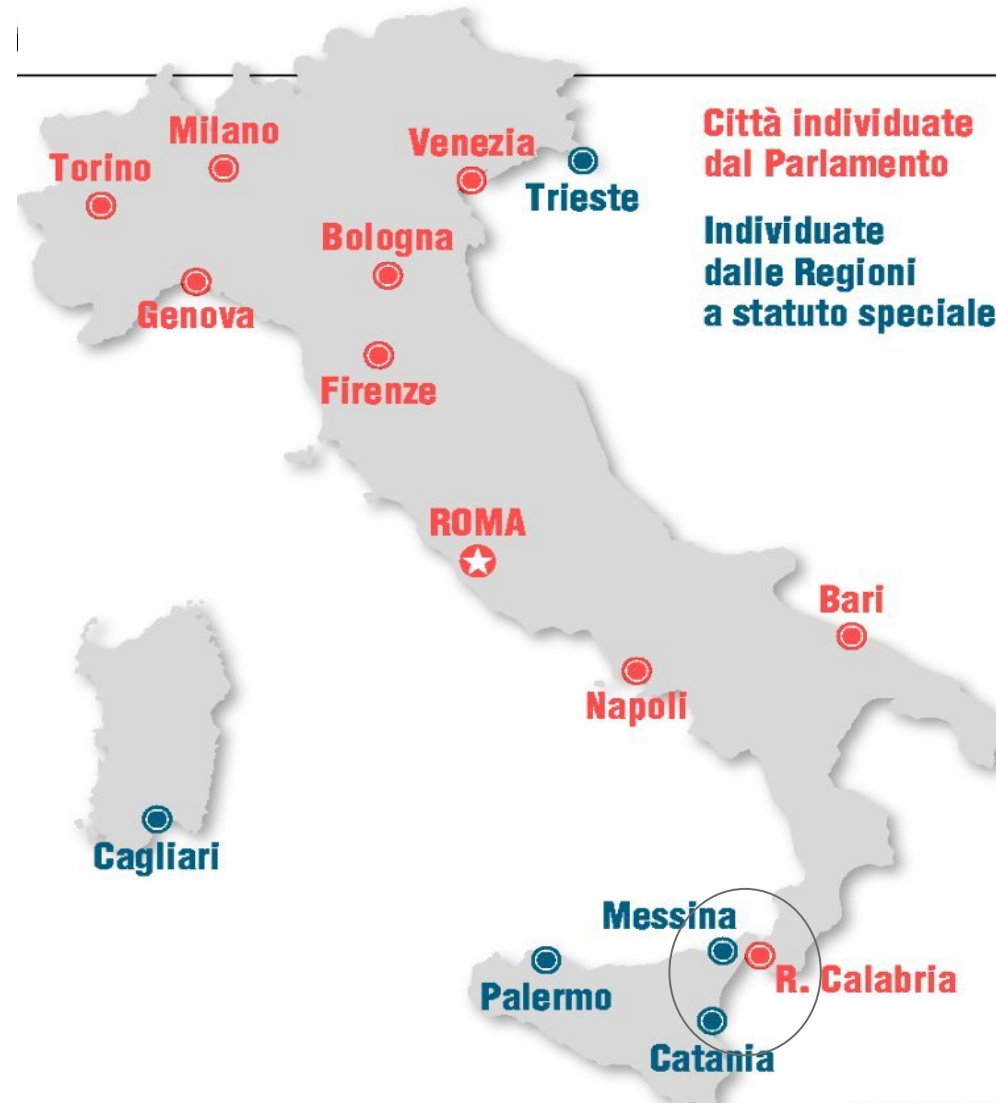 Milano
Torino
Venezia
Trieste
Città individuate
dal Parlamento
Individuate
dalle Regioni
a statuto speciale
Bologna
Genova
Firenze
ROMA
Bari
Napoli
Cagliari
Messina
R. Calabria
Palermo
Catania